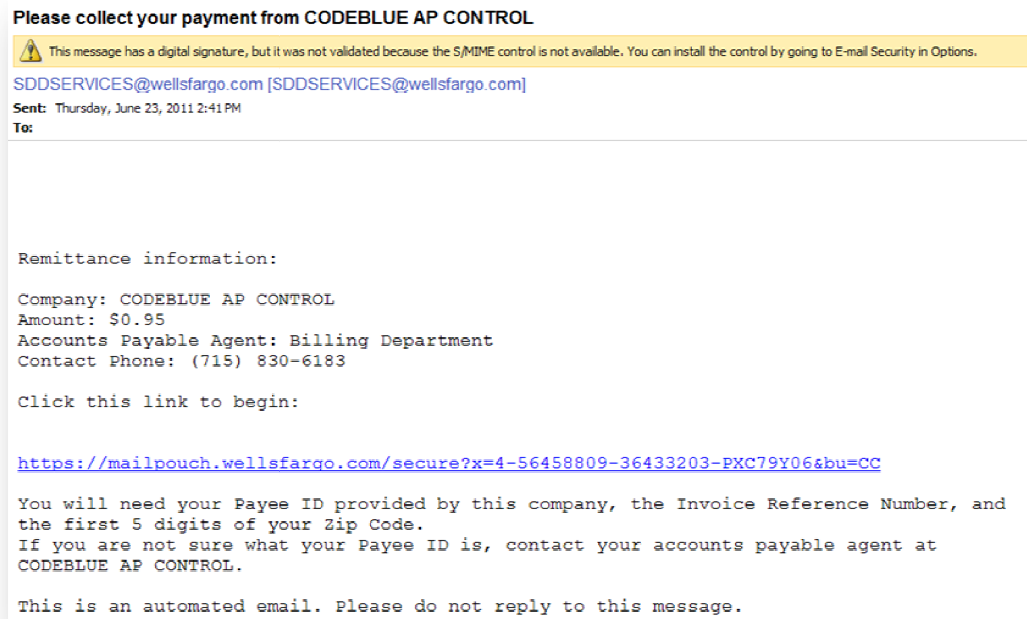 Please collect your payment from CODEBLUE AP CONTROL
This message has a digital signature, but it was not validated because the S/MIME control is not available. You can install the control by going to E-mail Security in Options.
SDDSERVICES@wellsfargo.com [SDDSERVICES@wellsfargo.com]
Sent: Thursday, June 23, 2011 2:41 PM
To:
Remittance information:
Company: CODEBLUE AP CONTROL
Amount: $0.95
Accounts Payable Agent: Billing Department
Contact Phone: (715) 830-6183
Click this link to begin:
https://mailpouch.wellsfargo.com/secure?x=4-56458809-36433203-PXC79Y06&bu=CC
You will need your Payee ID provided by this company, the Invoice Reference Number, and
the first 5 digits of your Zip Code.
If you are not sure what your Payee ID is, contact your accounts payable agent at
CODEBLUE AP CONTROL.
This is an automated email. Please do not reply to this message.